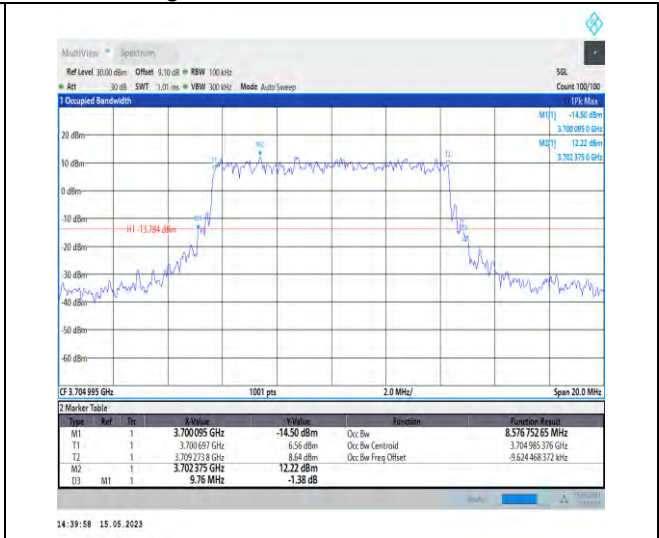 MultiView Spectrum
Ref Level 30.00 dBm Offset 9.10 dB RBW 100 kHz SGL
Att 30 dB SWT 1.01 ms VBW 300 kHz Mode Auto Sweep Count 100/100
1 Occupied Bandwidth 1Pk Max
M1[1] -14.50 dBm
3.700 095 0 GHz
M2[1] 12.22 dBm
3.702 375 0 GHz
20 dBm
M2
T1
T2
10 dBm
0 dBm
-10 dBm
H1 -13.784 dBm
-20 dBm
-30 dBm
-40 dBm
-50 dBm
-60 dBm
CF 3.704 995 GHz 1001 pts 2.0 MHz/ Span 20.0 MHz
2 Marker Table
Type Ref Trc X-Value Y-Value Function Function Result
M1 1 3.700 095 GHz -14.50 dBm Occ Bw 8.576 752 65 MHz
T1 1 3.700 697 GHz 6.56 dBm Occ Bw Centroid 3.704 985 376 GHz
T2 1 3.709 273 8 GHz 8.64 dBm Occ Bw Freq Offset -9.624 468 372 kHz
M2 1 3.702 375 GHz 12.22 dBm
D3 M1 1 9.76 MHz -1.38 dB
14:39:58 15.05.2023